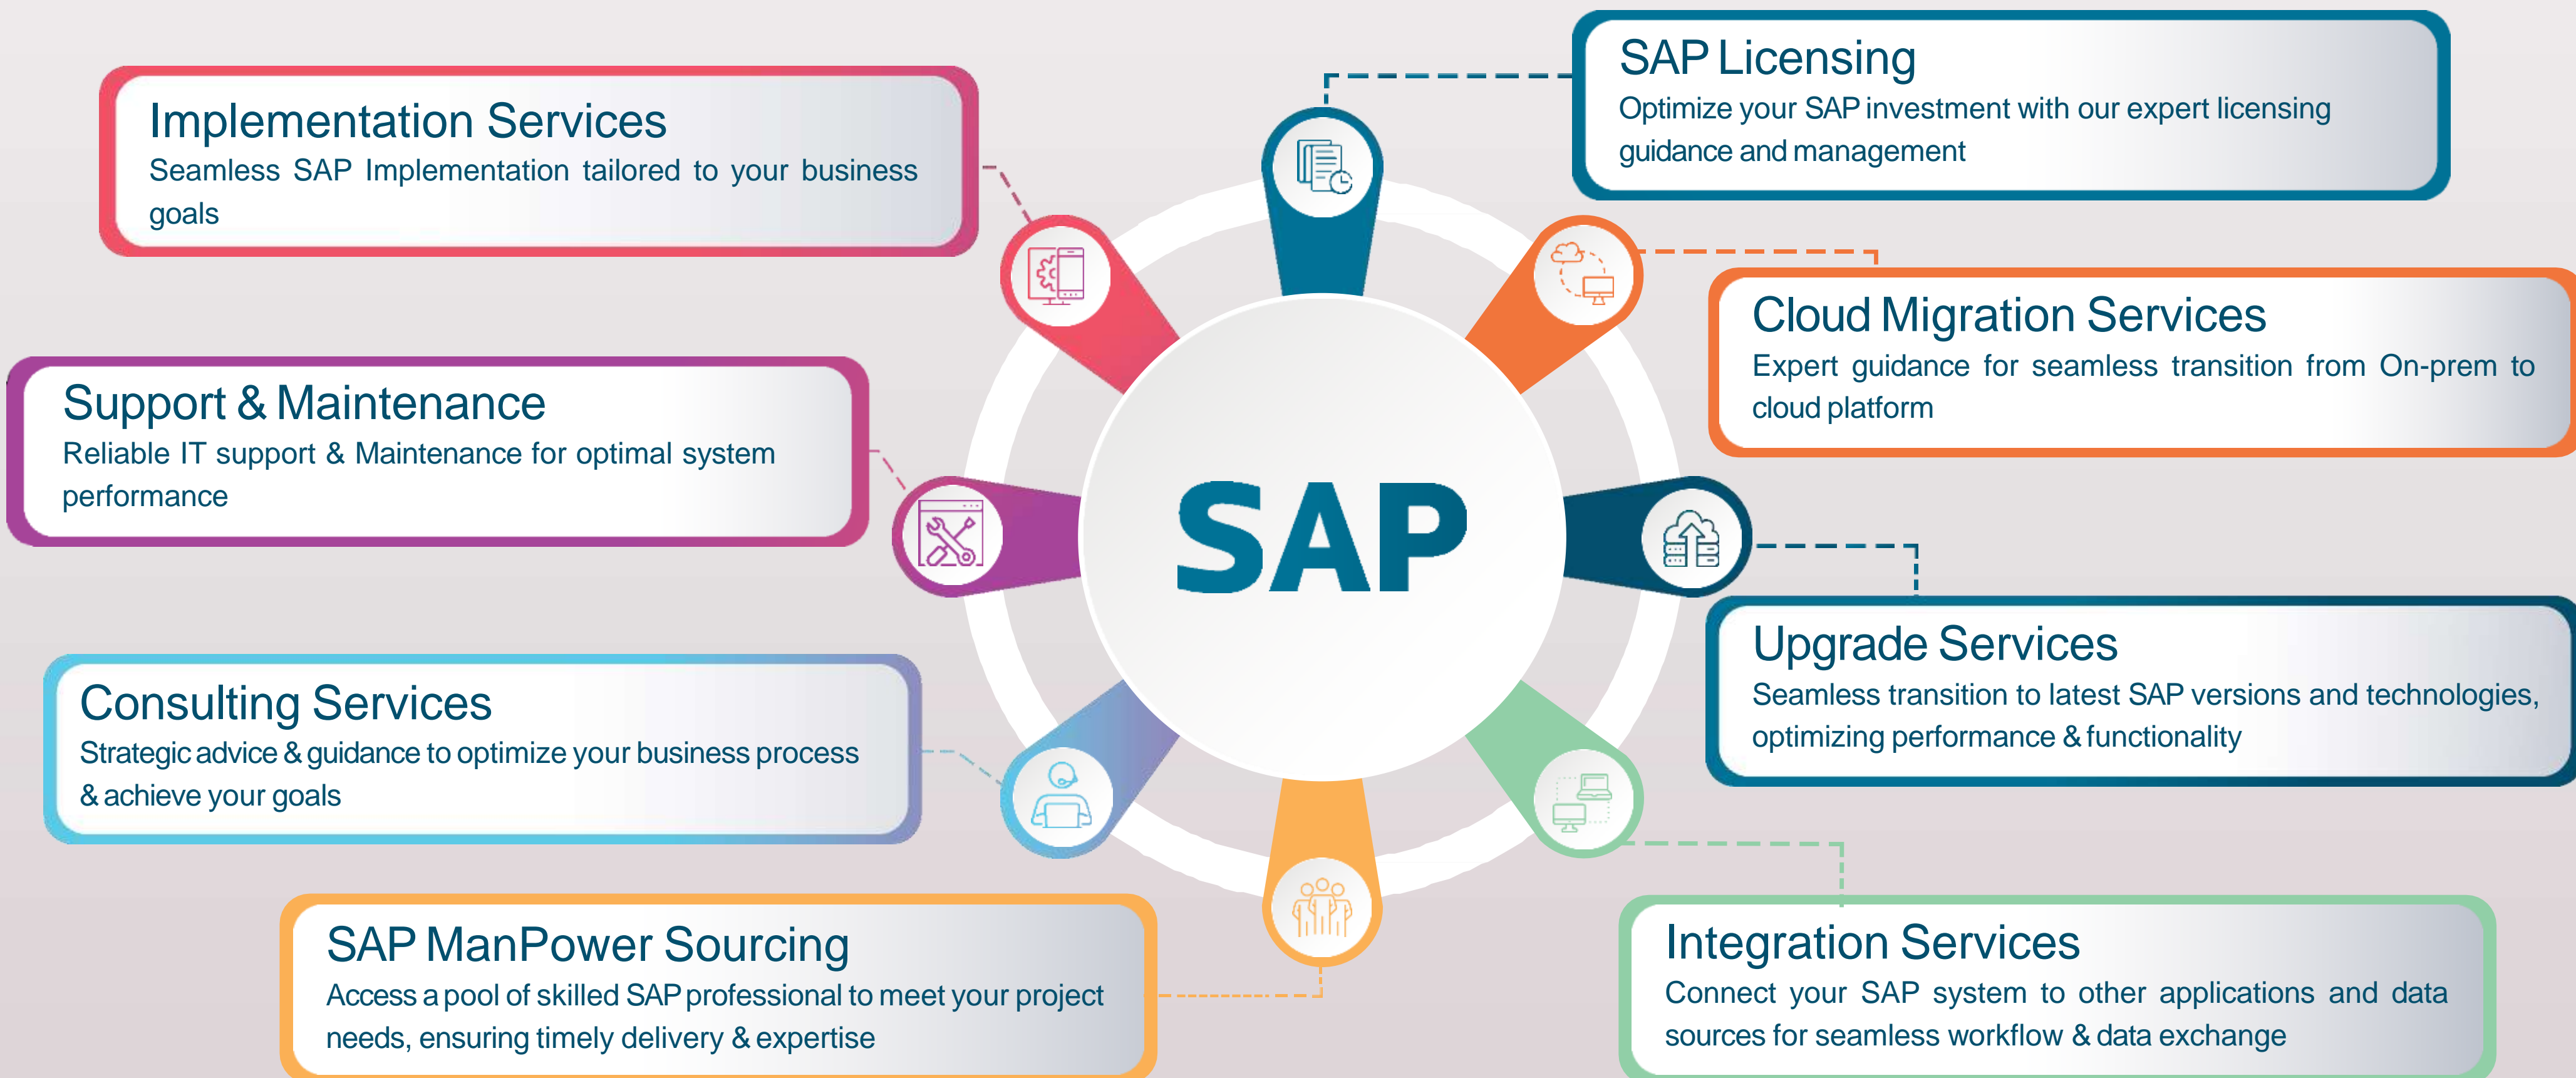 SAP Licensing
Optimize your SAP investment with our expert licensing
guidance and management
Implementation Services
Seamless SAP Implementation tailored to your business
goals
Cloud Migration Services
Expert guidance for seamless transition from On-prem to
cloud platform
Support & Maintenance
Reliable IT support & Maintenance for optimal system
performance
SAP
Upgrade Services
Seamless transition to latest SAP versions and technologies,
optimizing performance & functionality
Consulting Services
Strategic advice & guidance to optimize your business process
& achieve your goals
SAP ManPower Sourcing
Access a pool of skilled SAP professional to meet your project
needs, ensuring timely delivery & expertise
Integration Services
Connect your SAP system to other applications and data
sources for seamless workflow & data exchange